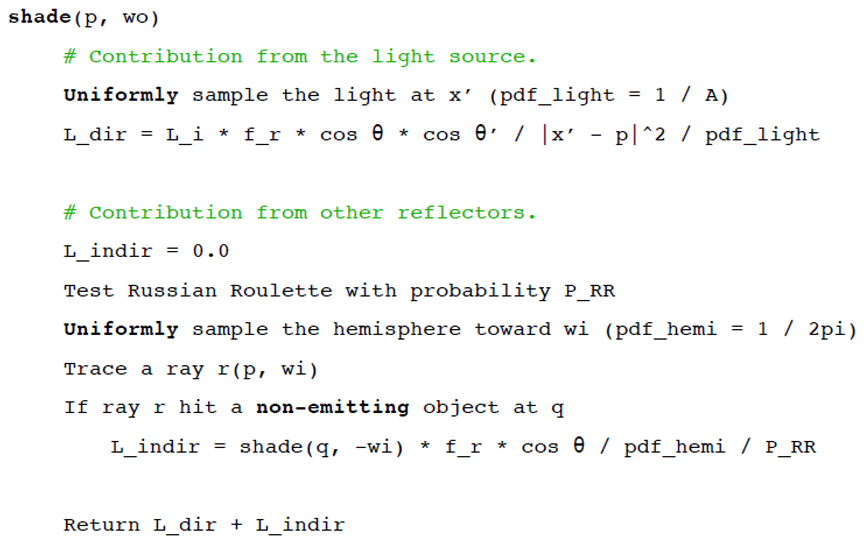 shade(p, wo)
# Contribution from the light source.
Uniformly sample the light at x’ (pdf_light = 1 / A)
L_dir = L_i * f_r * cos θ * cos θ’ / |x’ - p|^2 / pdf_light
# Contribution from other reflectors.
L_indir = 0.0
Test Russian Roulette with probability P_RR
Uniformly sample the hemisphere toward wi (pdf_hemi = 1 / 2pi)
Trace a ray r(p, wi)
If ray r hit a non-emitting object at q
L_indir = shade(q, -wi) * f_r * cos θ / pdf_hemi / P_RR
Return L_dir + L_indir